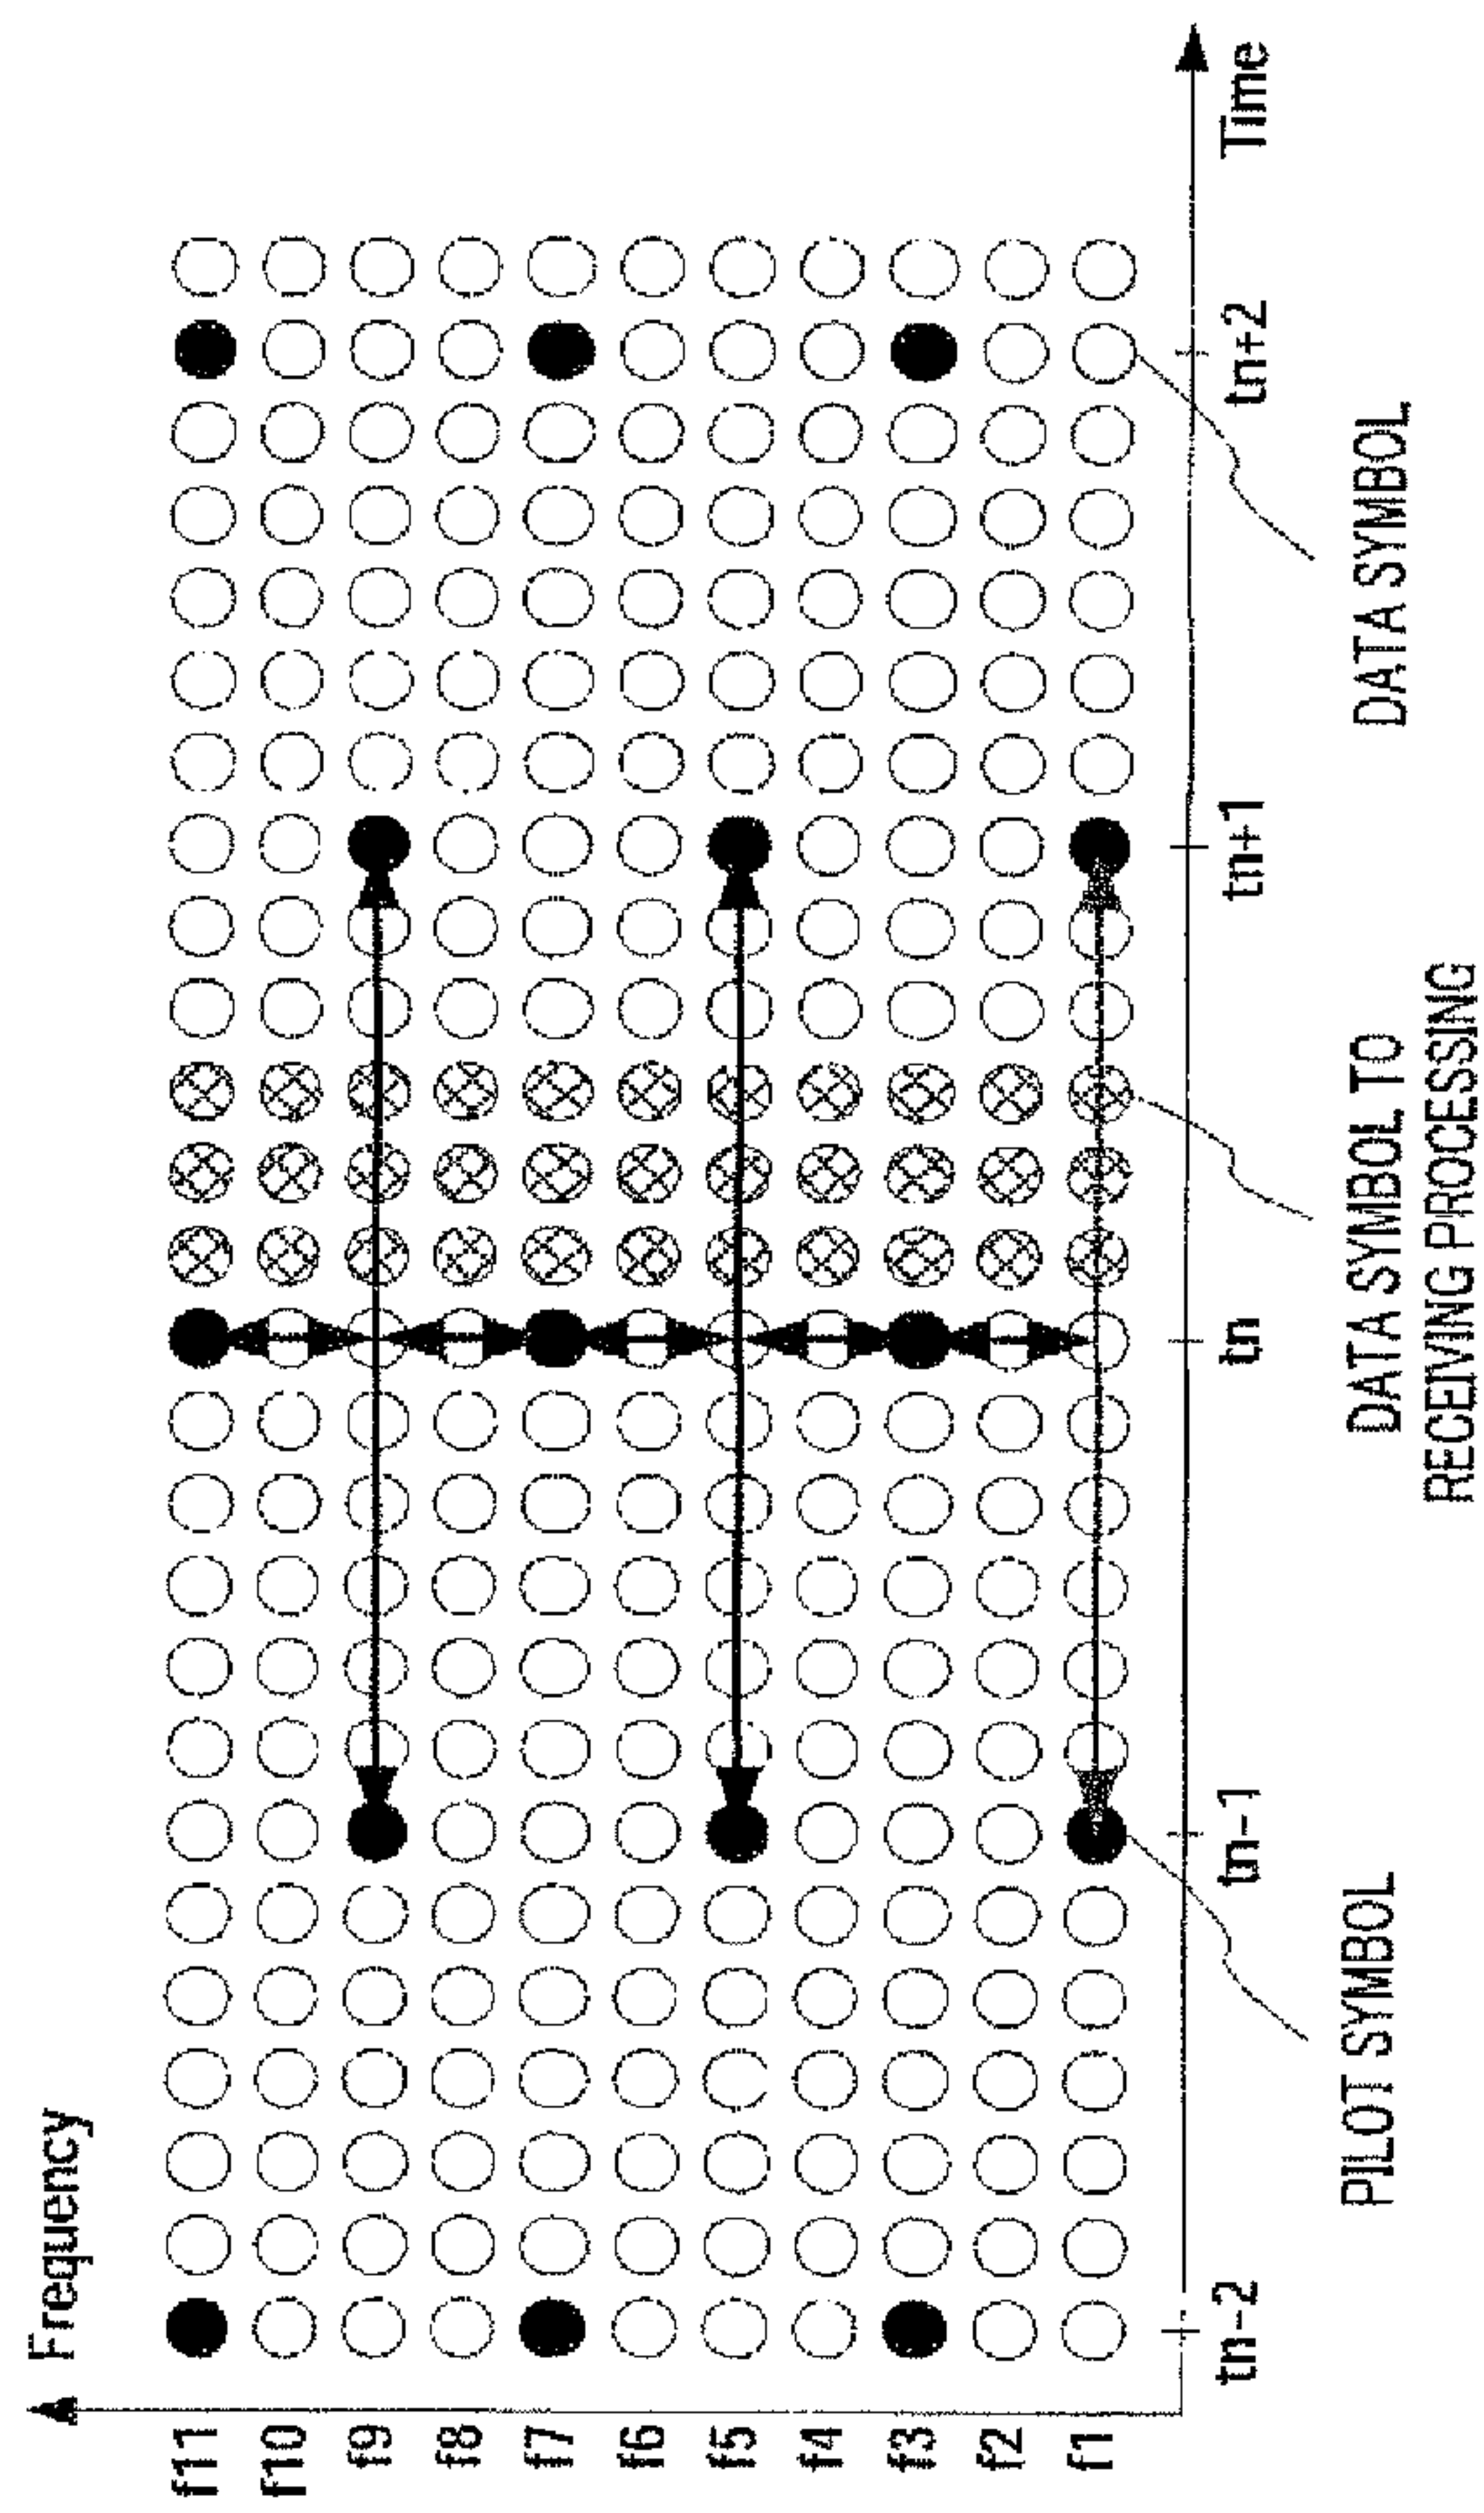 Frequency
f11
f10
f9
f8
f7
f6
f5
f4
f3
f2
f1
tn-2
tn-1
tn
tn+1
tn+2
Time
PILOT SYMBOL
DATA SYMBOL TO
RECEIVING PROCESSING
DATA SYMBOL